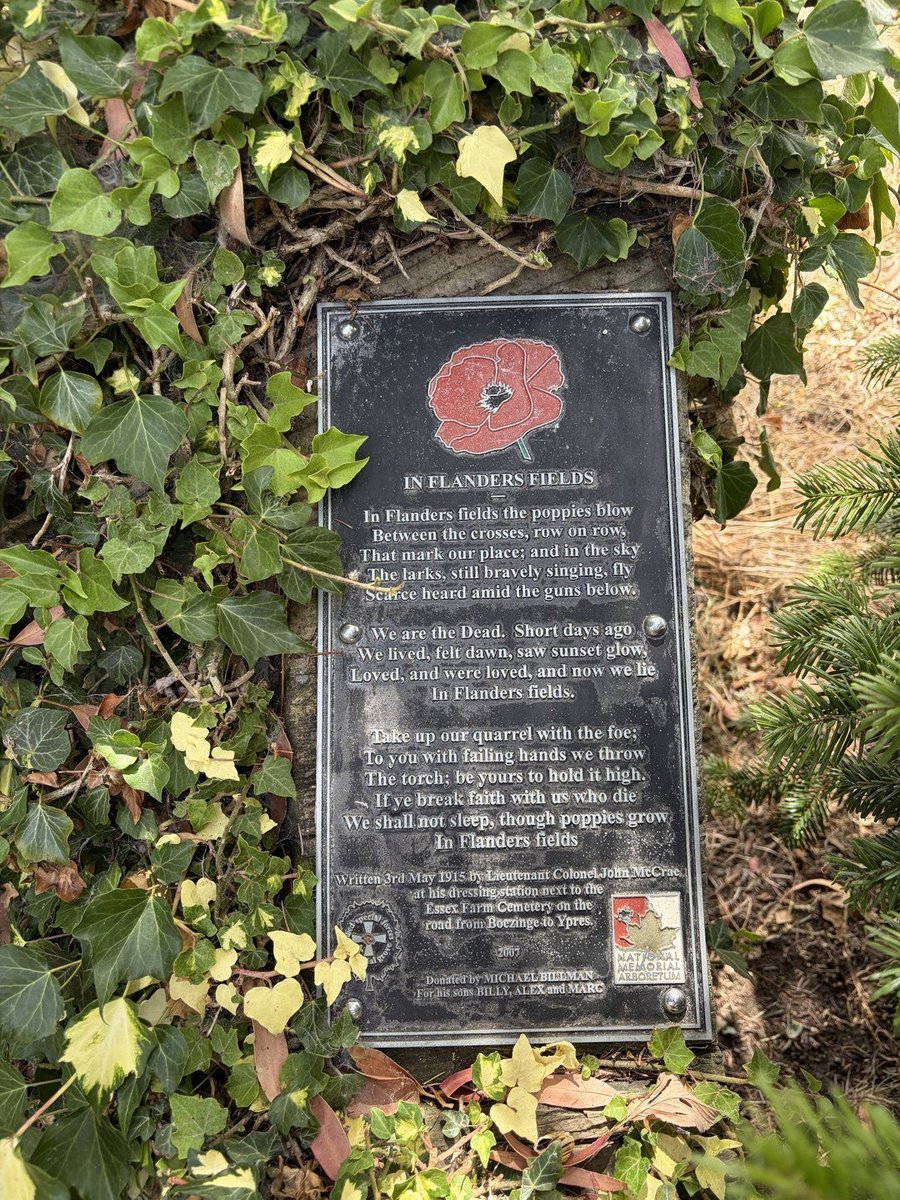 IN FLANDERS FIELDS
In Flanders fields the poppies blow
Between the crosses, row on row,
That mark our place; and in the sky
The larks, still bravely singing, fly
Scarce heard amid the guns below.
We are the Dead. Short days ago
We lived, felt dawn, saw sunset glow,
Loved, and were loved, and now we lie
In Flanders fields.
Take up our quarrel with the foe;
To you with failing hands we throw
The torch; be yours to hold it high.
If ye break faith with us who die
We shall not sleep, though poppies grow
In Flanders fields
Written 3rd May 1915 by Lieutenant Colonel John McCrae
at his dressing station next to the
Essex Farm Cemetery on the
road from Boezinge to Ypres.
2007
NATIONAL
MEMORIAL
ARBORETUM
Donated by MICHAEL BILLMAN
For his sons BILLY, ALEX and MARC